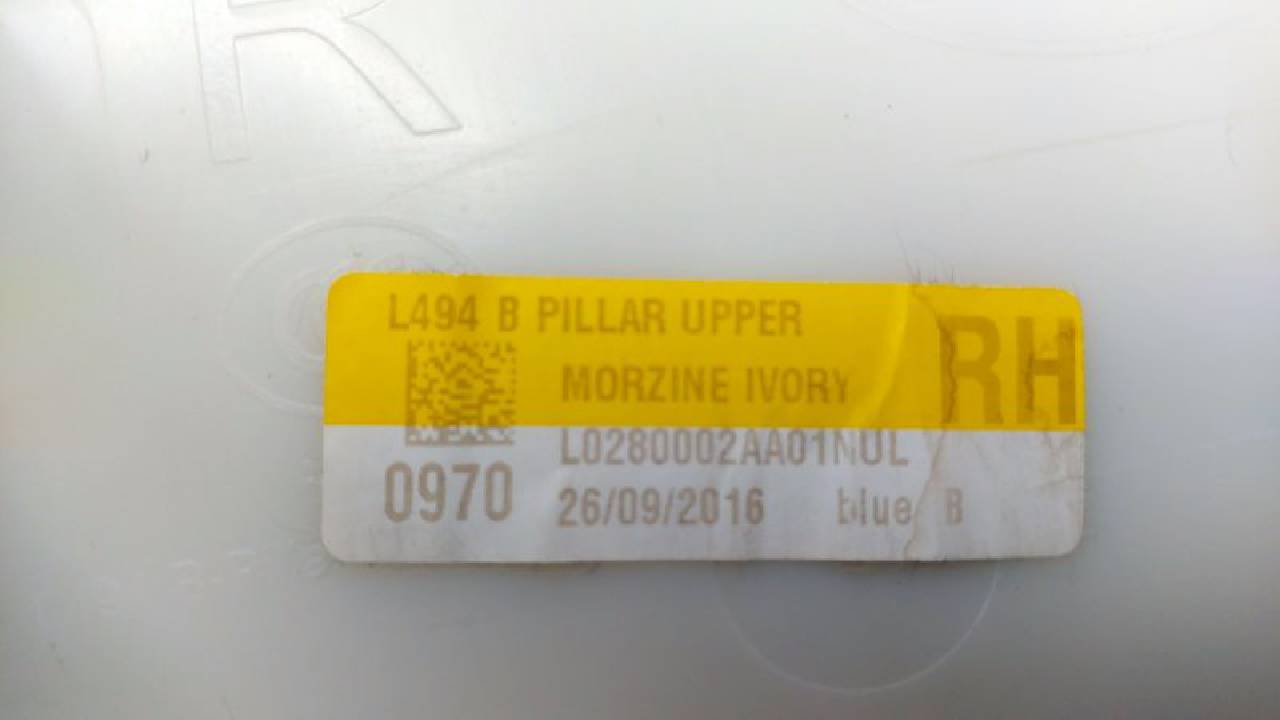 R
L494 B PILLAR UPPER
MORZINE IVORY
RH
L0280002AA01NUL
0970
26/09/2016 blue B